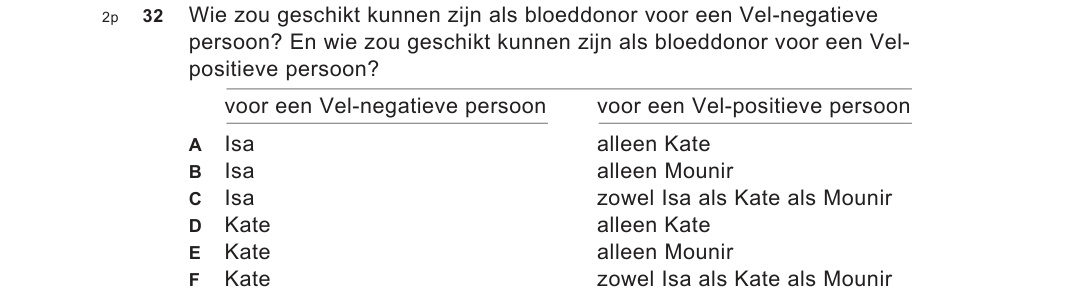 2p 32 Wie zou geschikt kunnen zijn als bloeddonor voor een Vel-negatieve
persoon? En wie zou geschikt kunnen zijn als bloeddonor voor een Vel-
positieve persoon?
voor een Vel-negatieve persoon voor een Vel-positieve persoon
A Isa alleen Kate
B Isa alleen Mounir
C Isa zowel Isa als Kate als Mounir
D Kate alleen Kate
E Kate alleen Mounir
F Kate zowel Isa als Kate als Mounir